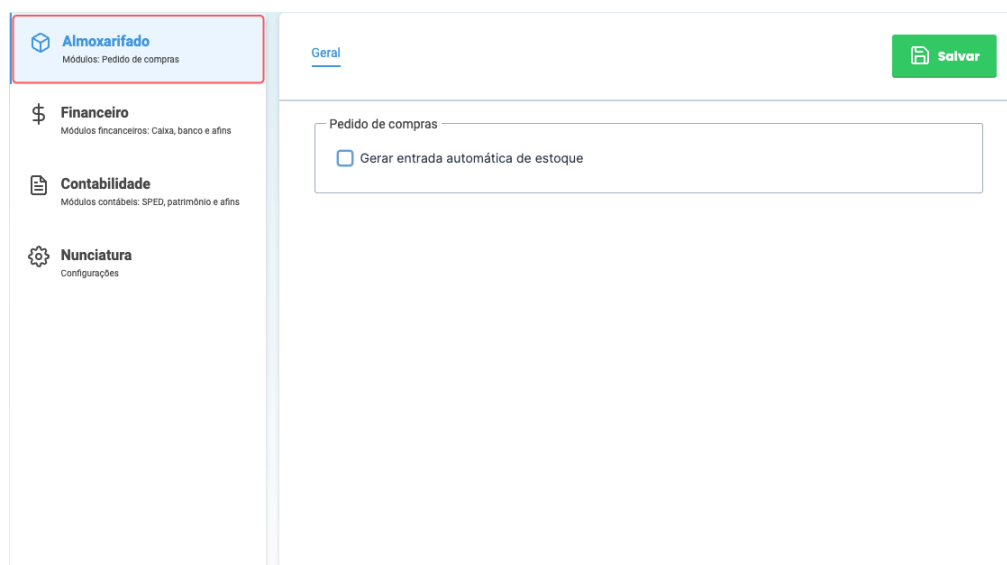 Almoxarifado
Módulos: Pedido de compras
Financeiro
Módulos fincanceiros: Caixa, banco e afins
Contabilidade
Módulos contábeis: SPED, patrimônio e afins
Nunciatura
Configurações
Geral
Salvar
Pedido de compras
Gerar entrada automática de estoque